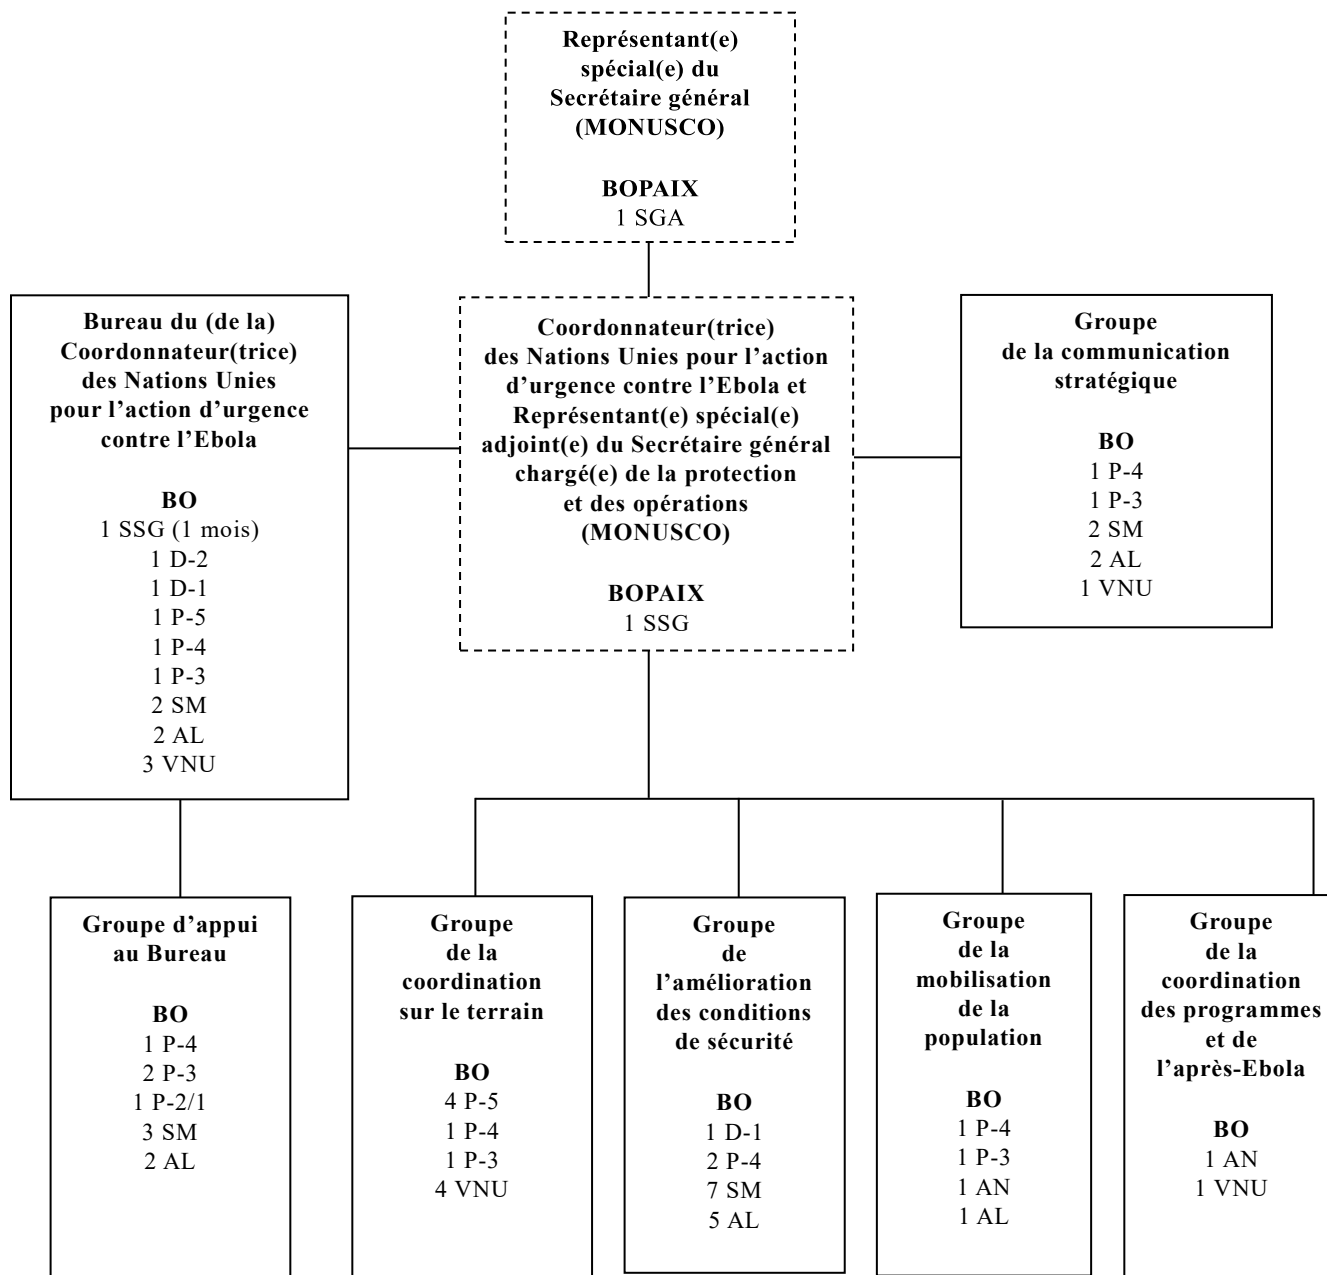 Représentant(e)
spécial(e) du
Secrétaire général
(MONUSCO)
BOPAIX
1 SGA
Bureau du (de la)
Coordonnateur(trice)
des Nations Unies
pour l’action d’urgence
contre l’Ebola
BO
1 SSG (1 mois)
1 D-2
1 D-1
1 P-5
1 P-4
1 P-3
2 SM
2 AL
3 VNU
Coordonnateur(trice)
des Nations Unies pour l’action
d’urgence contre l’Ebola et
Représentant(e) spécial(e)
adjoint(e) du Secrétaire général
chargé(e) de la protection
et des opérations
(MONUSCO)
BOPAIX
1 SSG
Groupe
de la communication
stratégique
BO
1 P-4
1 P-3
2 SM
2 AL
1 VNU
Groupe d’appui
au Bureau
BO
1 P-4
2 P-3
1 P-2/1
3 SM
2 AL
Groupe
de la
coordination
sur le terrain
BO
4 P-5
1 P-4
1 P-3
4 VNU
Groupe
de
l’amélioration
des conditions
de sécurité
BO
1 D-1
2 P-4
7 SM
5 AL
Groupe
de la
mobilisation
de la
population
BO
1 P-4
1 P-3
1 AN
1 AL
Groupe
de la
coordination
des programmes
et de
l’après-Ebola
BO
1 AN
1 VNU